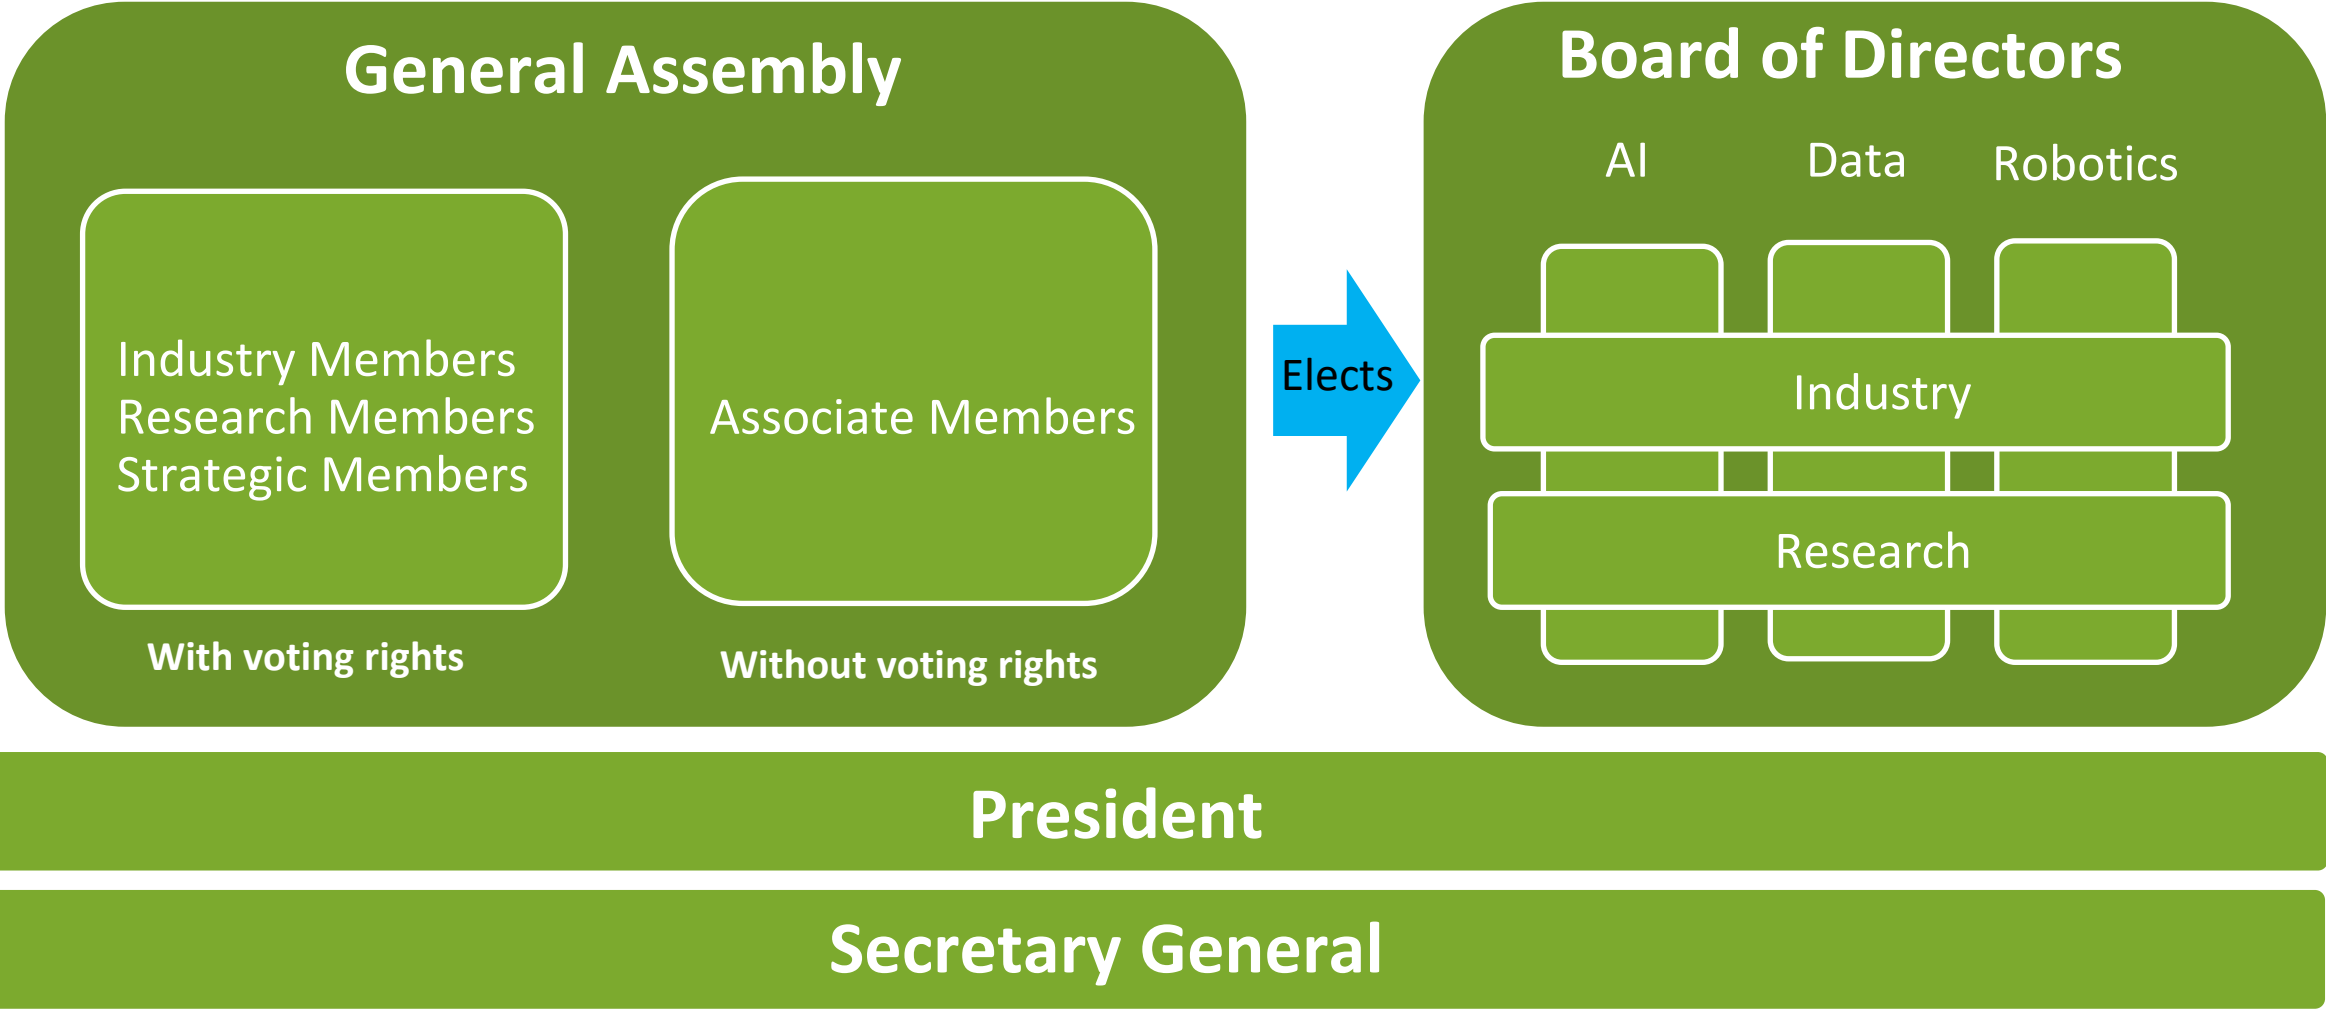 General Assembly
Industry Members
Research Members
Strategic Members
With voting rights
Associate Members
Without voting rights
Elects
Board of Directors
AI
Data
Robotics
Industry
Research
President
Secretary General